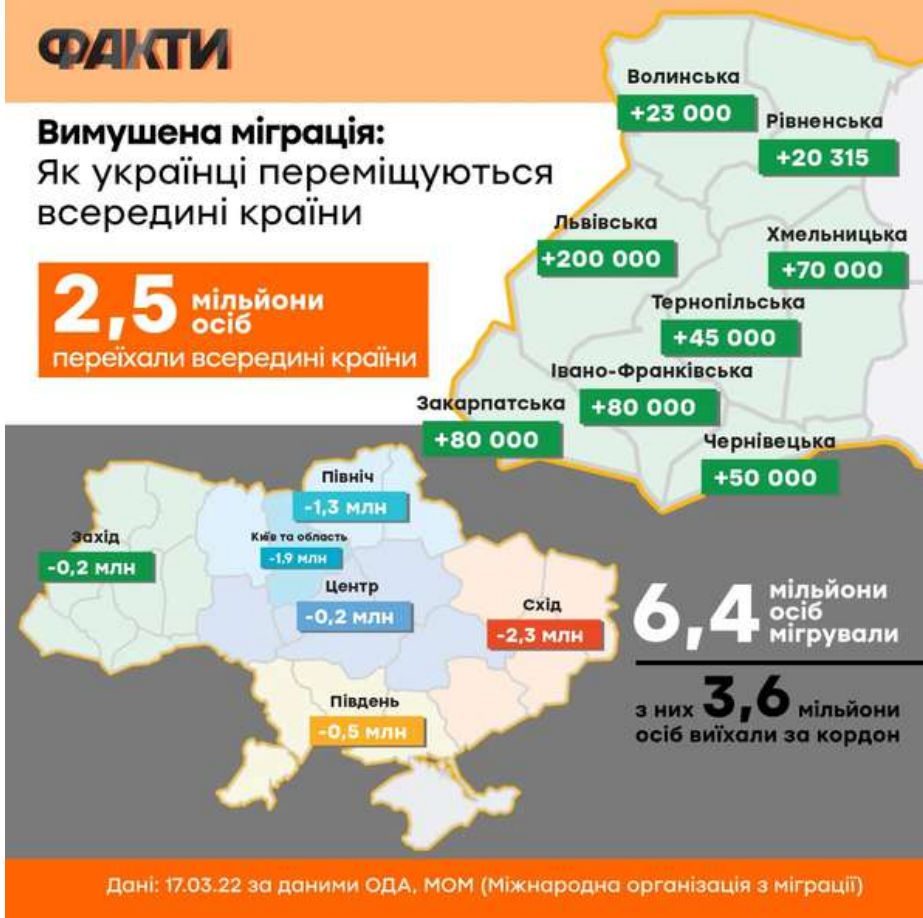 ФАКТИ
Вимушена міграція:
Як українці переміщуються
всередині країни
2,5 мільйони
осіб
переїхали всередині країни
Волинська
+23 000
Рівненська
+20 315
Львівська
+200 000
Хмельницька
+70 000
Тернопільська
+45 000
Івано-Франківська
+80 000
Закарпатська
+80 000
Чернівецька
+50 000
Північ
-1,3 млн
Київ та область
-1,9 млн
Захід
-0,2 млн
Центр
-0,2 млн
Схід
-2,3 млн
Південь
-0,5 млн
6,4 мільйони
осіб
мігрували
з них 3,6 мільйони
осіб виїхали за кордон
Дані: 17.03.22 за даними ОДА, МОМ (Міжнародна організація з міграції)